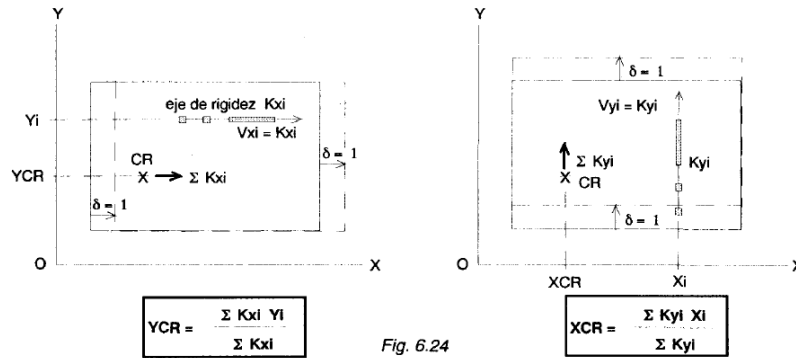 Y
eje de rigidez Kxi
Yi
Vxi = Kxi
CR
YCR
X
Σ Kxi
δ = 1
δ = 1
O
X
YCR =
Σ Kxi Yi
Σ Kxi
Fig. 6.24
Y
δ = 1
Vyi = Kyi
Σ Kyi
X
CR
Kyi
δ = 1
O
XCR
Xi
X
XCR =
Σ Kyi Xi
Σ Kyi